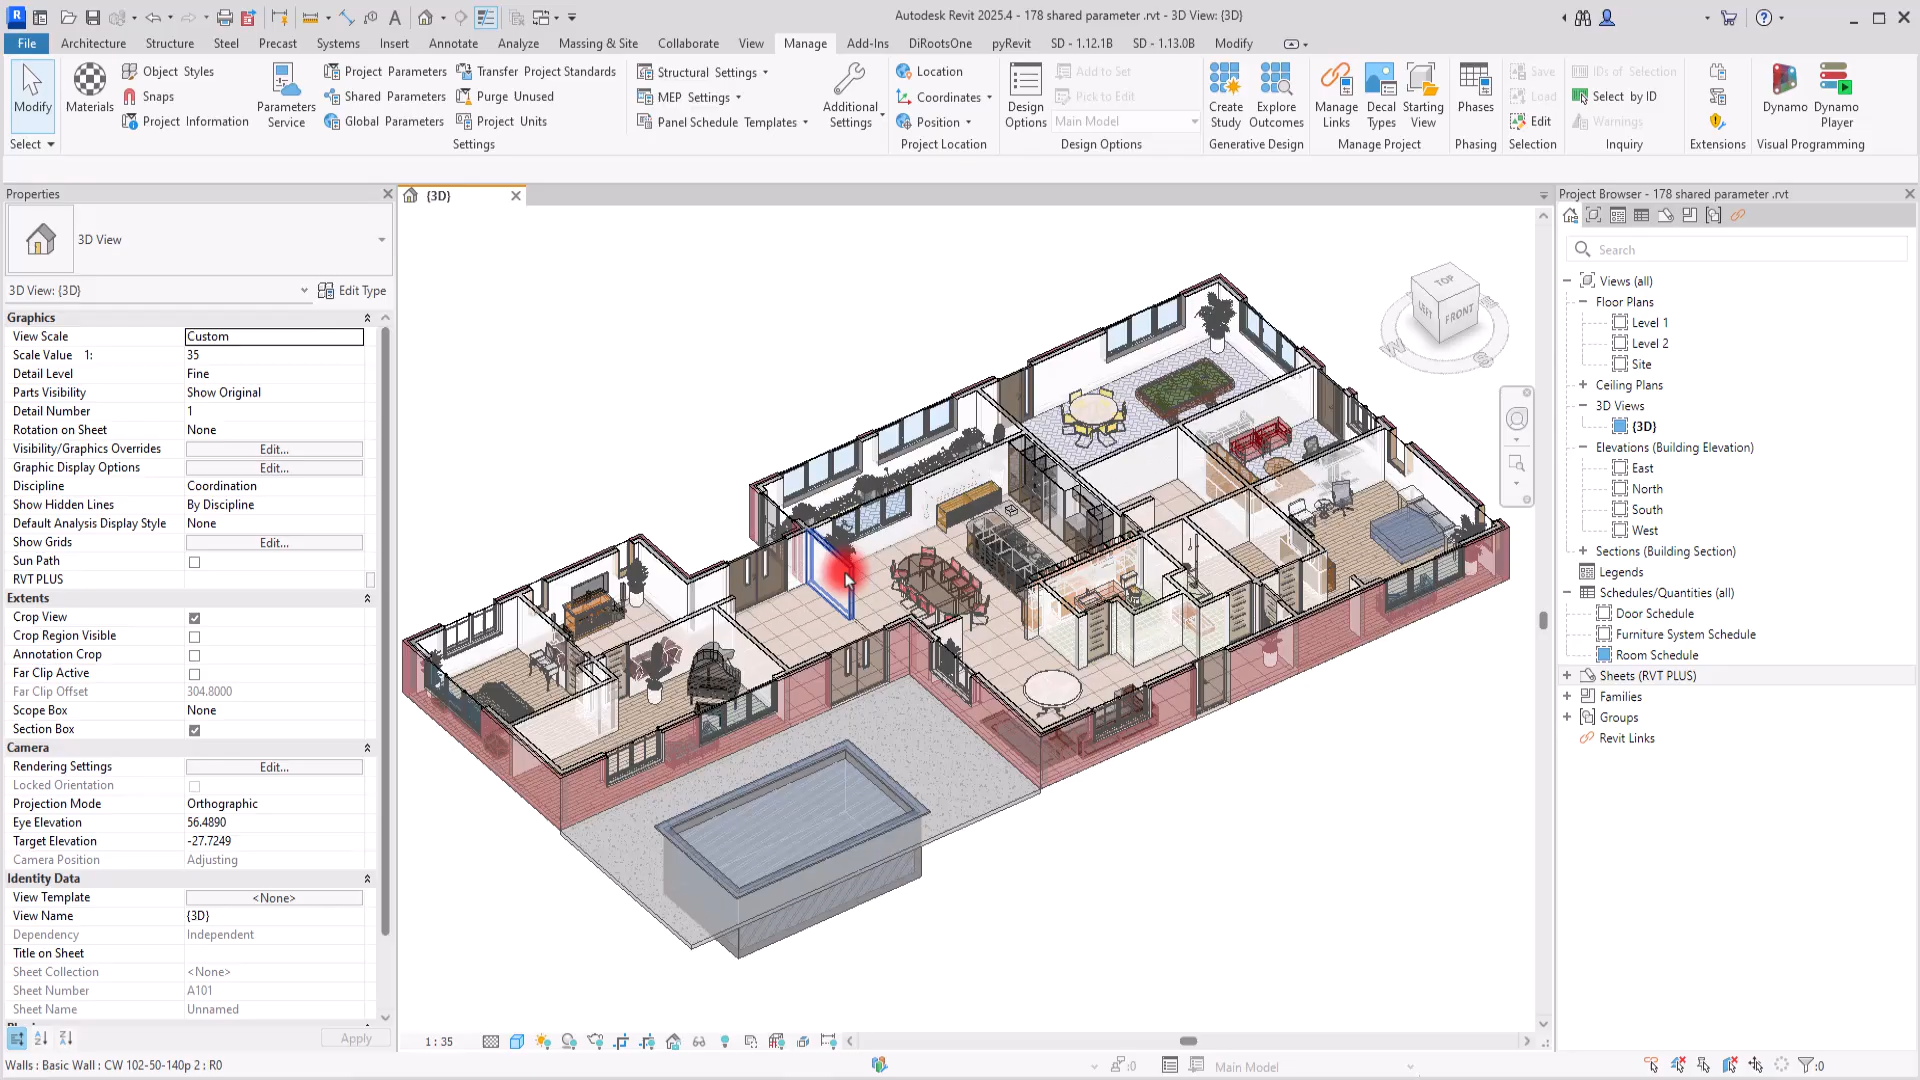 Autodesk Revit 2025.4 - 178 shared parameter .rvt - 3D View: {3D}
File Architecture Structure Steel Precast Systems Insert Annotate Analyze Massing & Site Collaborate View Manage Add-Ins DiRootsOne pyRevit SD - 1.12.1B SD - 1.13.0B Modify
Modify
Materials
Object Styles
Snaps
Project Information
Parameters
Service
Project Parameters
Shared Parameters
Global Parameters
Transfer Project Standards
Purge Unused
Project Units
Structural Settings
MEP Settings
Panel Schedule Templates
Additional
Settings
Location
Coordinates
Position
Design
Options
Add to Set
Pick to Edit
Main Model
Create
Study
Explore
Outcomes
Manage
Links
Decal
Types
Starting
View
Phases
Save
Load
Edit
IDs of Selection
Select by ID
Warnings
Dynamo
Dynamo
Player
Select
Settings
Project Location
Design Options
Generative Design
Manage Project
Phasing
Selection
Inquiry
Extensions
Visual Programming
Properties
3D View
3D View: {3D}
Edit Type
Graphics
View Scale Custom
Scale Value 1: 35
Detail Level Fine
Parts Visibility Show Original
Detail Number 1
Rotation on Sheet None
Visibility/Graphics Overrides Edit...
Graphic Display Options Edit...
Discipline Coordination
Show Hidden Lines By Discipline
Default Analysis Display Style None
Show Grids Edit...
Sun Path
RVT PLUS
Extents
Crop View
Crop Region Visible
Annotation Crop
Far Clip Active
Far Clip Offset 304.8000
Scope Box None
Section Box
Camera
Rendering Settings Edit...
Locked Orientation
Projection Mode Orthographic
Eye Elevation 56.4890
Target Elevation -27.7249
Camera Position Adjusting
Identity Data
View Template <None>
View Name {3D}
Dependency Independent
Title on Sheet
Sheet Collection <None>
Sheet Number A101
Sheet Name Unnamed
Apply
Walls : Basic Wall : CW 102-50-140p 2 : R0
{3D}
TOP
LEFT
FRONT
W
S
1 : 35
:0
Main Model
:0
Project Browser - 178 shared parameter .rvt
Search
Views (all)
Floor Plans
Level 1
Level 2
Site
Ceiling Plans
3D Views
{3D}
Elevations (Building Elevation)
East
North
South
West
Sections (Building Section)
Legends
Schedules/Quantities (all)
Door Schedule
Furniture System Schedule
Room Schedule
Sheets (RVT PLUS)
Families
Groups
Revit Links